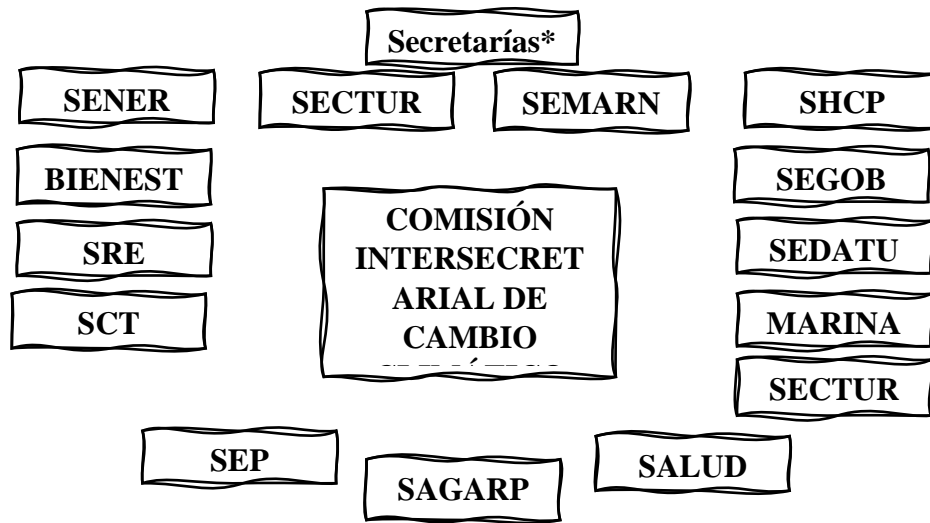 Secretarías*
SENER
SECTUR
SEMARN
SHCP
BIENEST
SEGOB
COMISIÓN
INTERSECRET
ARIAL DE
CAMBIO
SRE
SEDATU
SCT
MARINA
SECTUR
SEP
SAGARP
SALUD